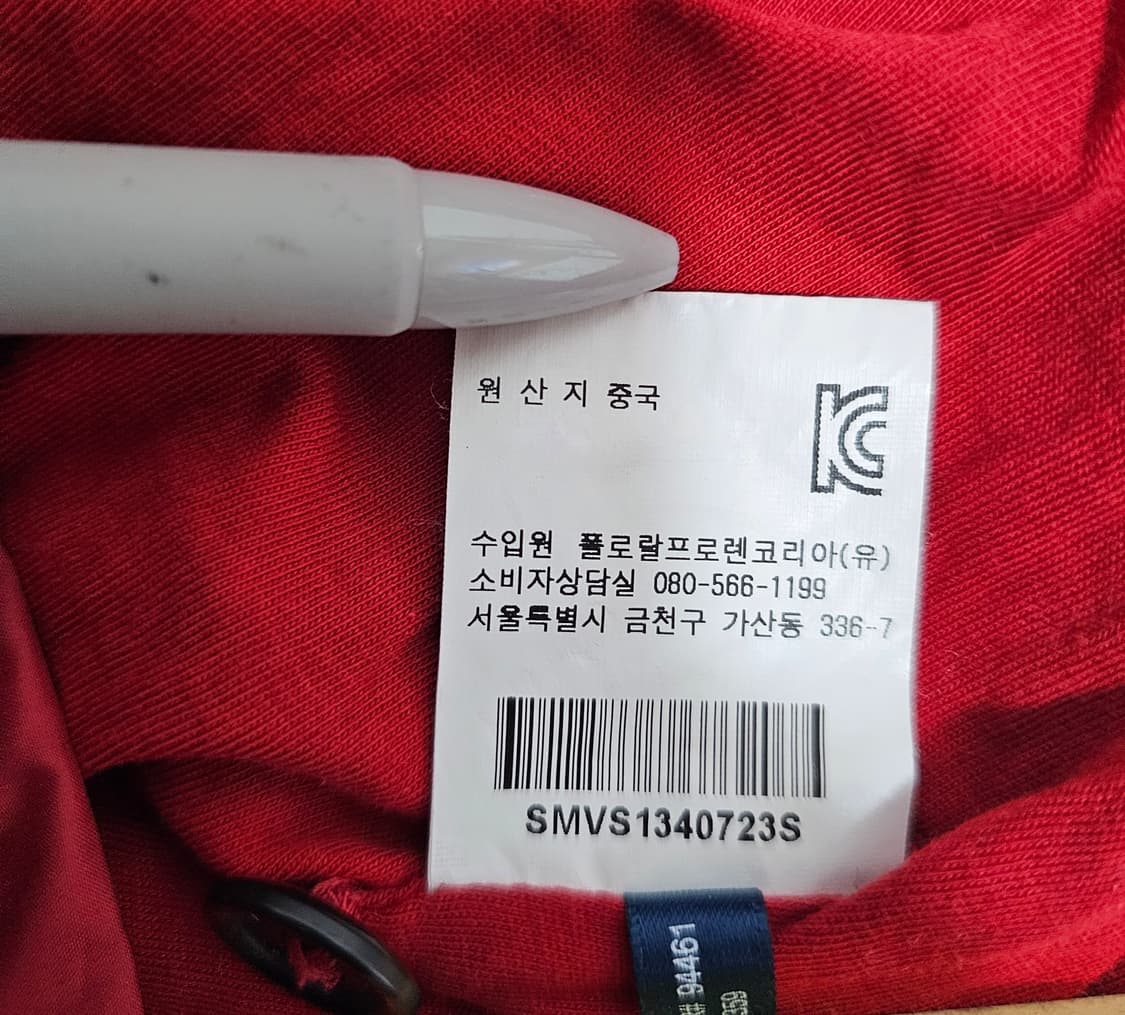 원 산 지 중국
KC
수입원 폴로랄프로렌코리아(유)
소비자상담실 080-566-1199
서울특별시 금천구 가산동 336-7
SMVS1340723S
94461
359